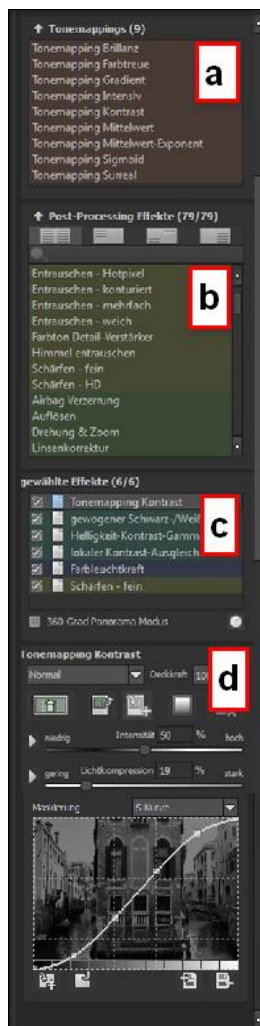 Tonemappings (9)
a
Tonemapping Brillanz
Tonemapping Farbtreue
Tonemapping Gradient
Tonemapping Intensiv
Tonemapping Kontrast
Tonemapping Mittelwert
Tonemapping Mittelwert-Exponent
Tonemapping Sigmoid
Tonemapping Surreal
Post-Processing Effekte (79/79)
b
Entrauschen - Hotpixel
Entrauschen - konturiert
Entrauschen - mehrfach
Entrauschen - weich
Farbton Detail-Verstärker
Himmel entrauschen
Schärfen - fein
Schärfen - HD
Airbag Verzerrung
Auflösen
Drehung & Zoom
Linsenkorrektur
gewählte Effekte (6/6)
c
Tonemapping Kontrast
gewogener Schwarz-/Weiß
Helligkeit-Kontrast-Gamm
lokaler Kontrast-Ausgleich
Farbleuchtkraft
Schärfen - fein
360-Grad Panorama Modus
Tonemapping Kontrast
d
Normal Deckkraft
niedrig Intensität 50 % hoch
gering Lichtkompression 19 % stark
Maskierung S-Kurve